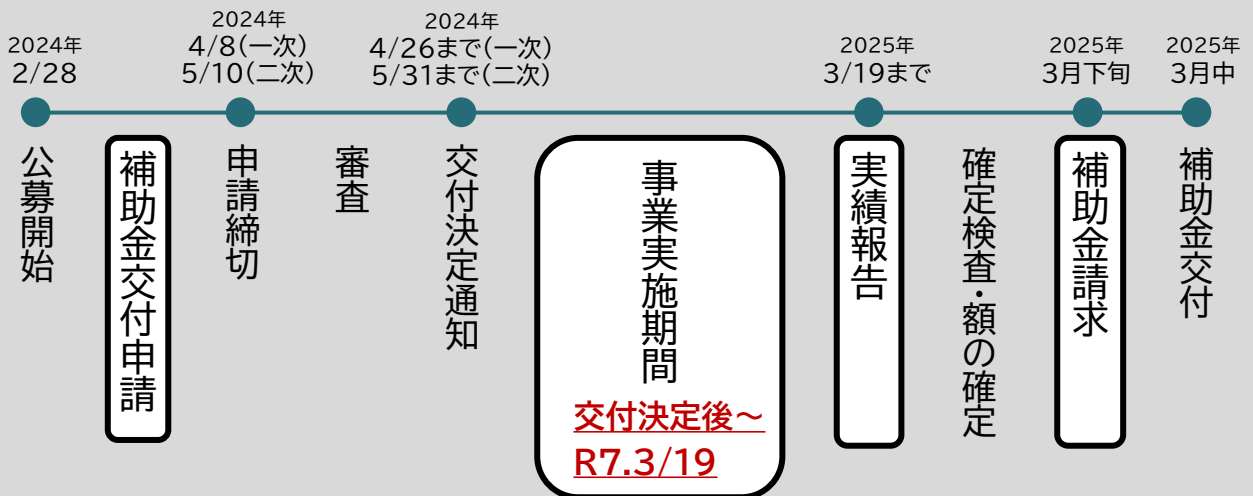 2024年
2/28
2024年
4/8(一次)
5/10(二次)
2024年
4/26まで(一次)
5/31まで(二次)
2025年
3/19まで
2025年
3月下旬
2025年
3月中
公募開始
補助金交付申請
申請締切
審査
交付決定通知
事業実施期間
交付決定後～
R7.3/19
実績報告
確定検査・額の確定
補助金請求
補助金交付